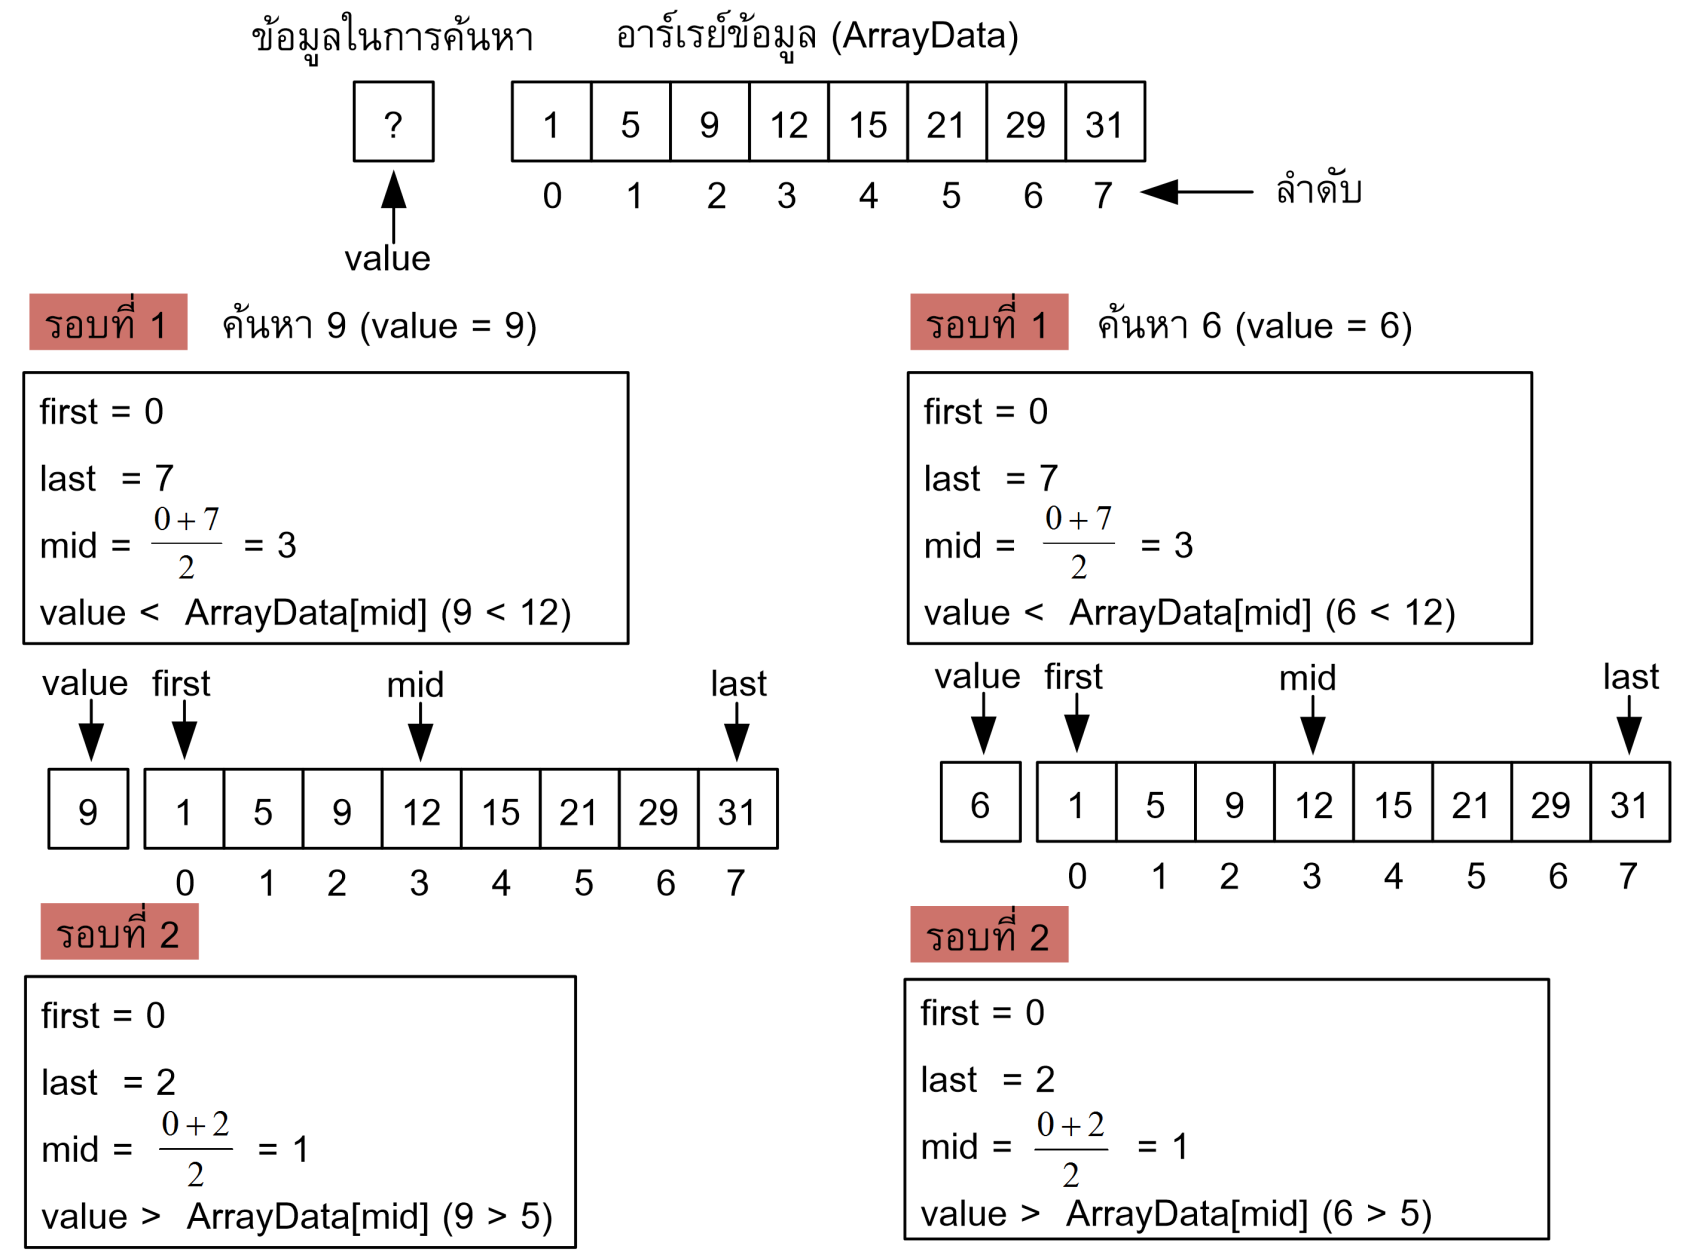 ข้อมูลในการค้นหา อาร์เรย์ข้อมูล (ArrayData)
? 1 5 9 12 15 21 29 31
0 1 2 3 4 5 6 7 ลำดับ
value
รอบที่ 1 ค้นหา 9 (value = 9)
first = 0
last = 7
mid = 0 + 7 / 2 = 3
value < ArrayData[mid] (9 < 12)
value first mid last
9 1 5 9 12 15 21 29 31
0 1 2 3 4 5 6 7
รอบที่ 2
first = 0
last = 2
mid = 0 + 2 / 2 = 1
value > ArrayData[mid] (9 > 5)
รอบที่ 1 ค้นหา 6 (value = 6)
first = 0
last = 7
mid = 0 + 7 / 2 = 3
value < ArrayData[mid] (6 < 12)
value first mid last
6 1 5 9 12 15 21 29 31
0 1 2 3 4 5 6 7
รอบที่ 2
first = 0
last = 2
mid = 0 + 2 / 2 = 1
value > ArrayData[mid] (6 > 5)